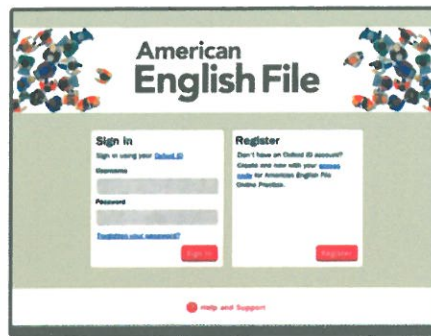 American
English File
Sign in
Sign in using your Oxford ID
Username
Password
Forgotten your password?
Sign in
Register
Don't have an Oxford ID account?
Create one now with your access
code for American English File
Online Practice.
Register
Help and Support